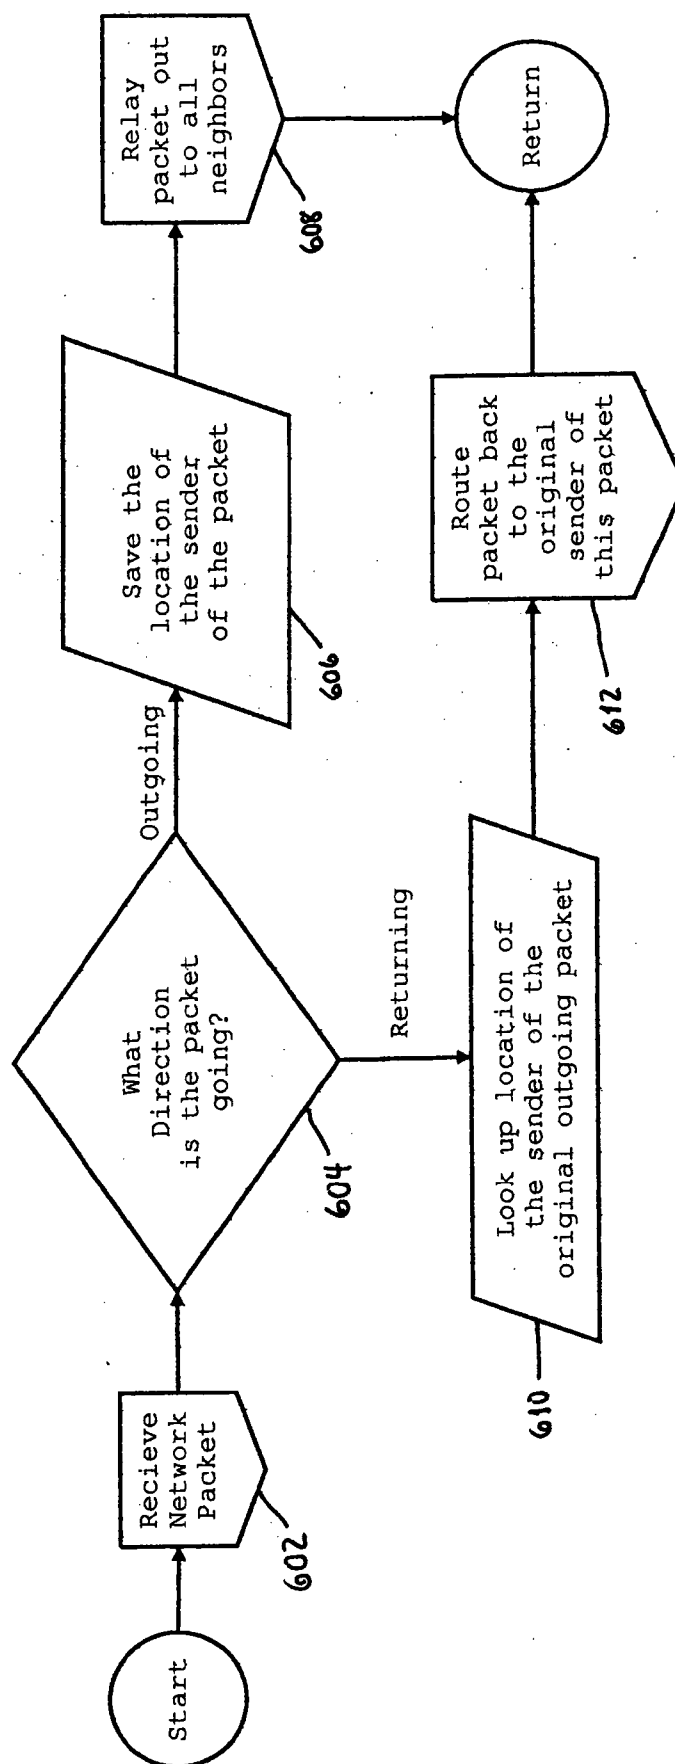 Start
Recieve
Network
Packet
602
What
Direction
is the packet
going?
604
Outgoing
Save the
location of
the sender
of the packet
606
Relay
packet out
to all
neighbors
608
Returning
Look up location of
the sender of the
original outgoing packet
610
Route
packet back
to the
original
sender of
this packet
612
Return